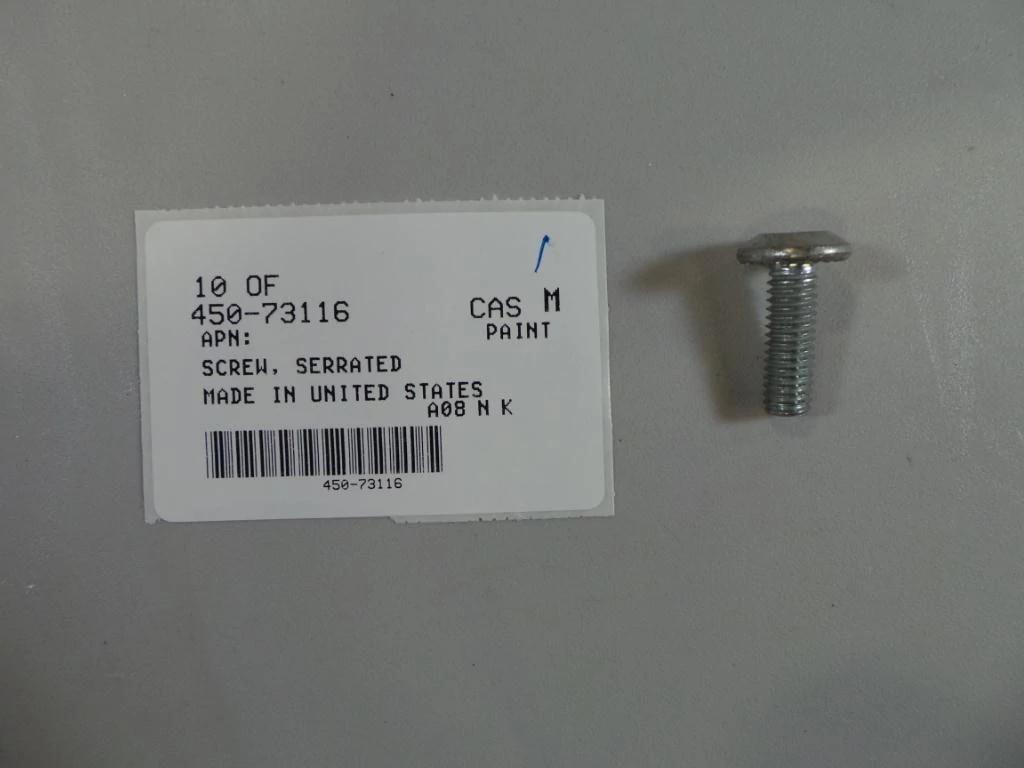 10 OF
450-73116
CAS M
APN:
PAINT
SCREW, SERRATED
MADE IN UNITED STATES
A08 N K
450-73116